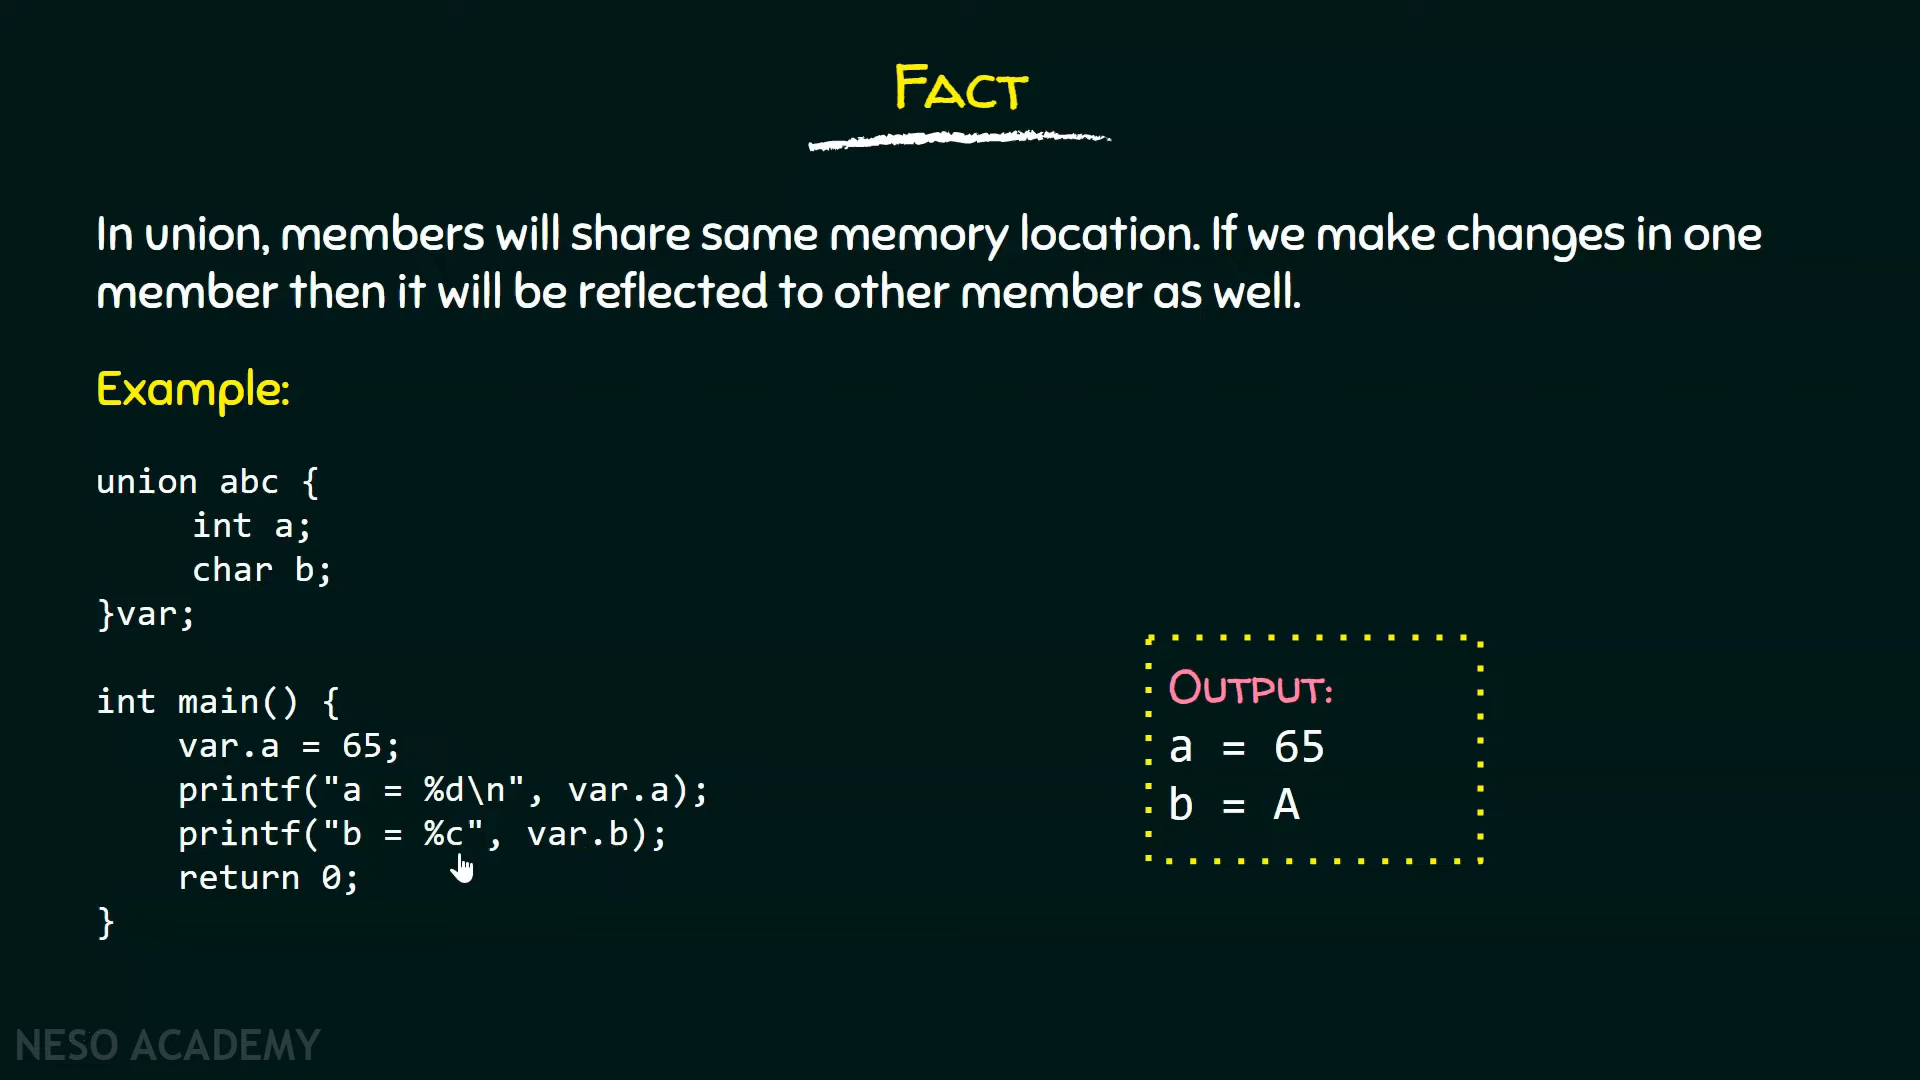 FACT
In union, members will share same memory location. If we make changes in one
member then it will be reflected to other member as well.
Example:
union abc {
     int a;
     char b;
}var;
int main() {
    var.a = 65;
    printf("a = %d\n", var.a);
    printf("b = %c", var.b);
    return 0;
}
OUTPUT:
a = 65
b = A
NESO ACADEMY